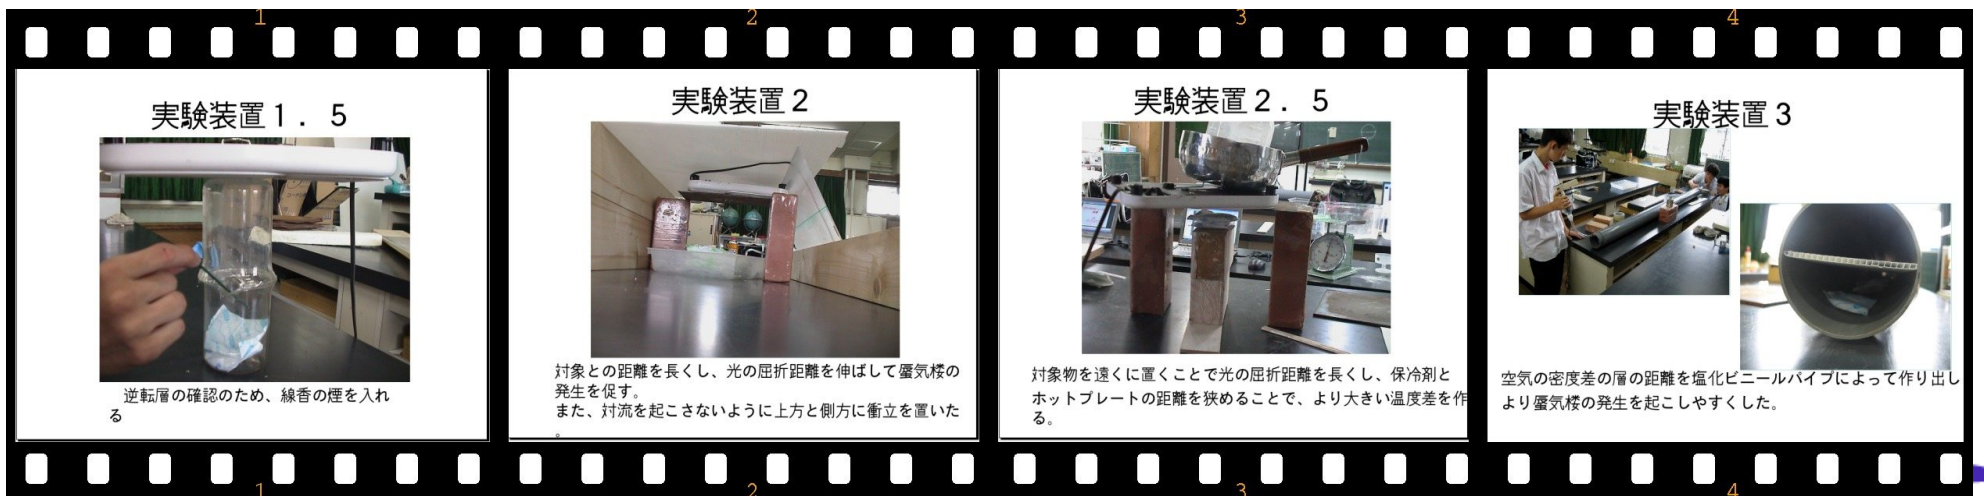 1
2
3
4
実験装置1．5
逆転層の確認のため、線香の煙を入れ
る
実験装置2
対象との距離を長くし、光の屈折距離を伸ばして蜃気楼の
発生を促す。
また、対流を起こさないように上方と側方に衝立を置いた
。
実験装置2．5
対象物を遠くに置くことで光の屈折距離を長くし、保冷剤と
ホットプレートの距離を狭めることで、より大きい温度差を作
る。
実験装置3
空気の密度差の層の距離を塩化ビニールパイプによって作り出し
より蜃気楼の発生を起こしやすくした。
1
2
3
4